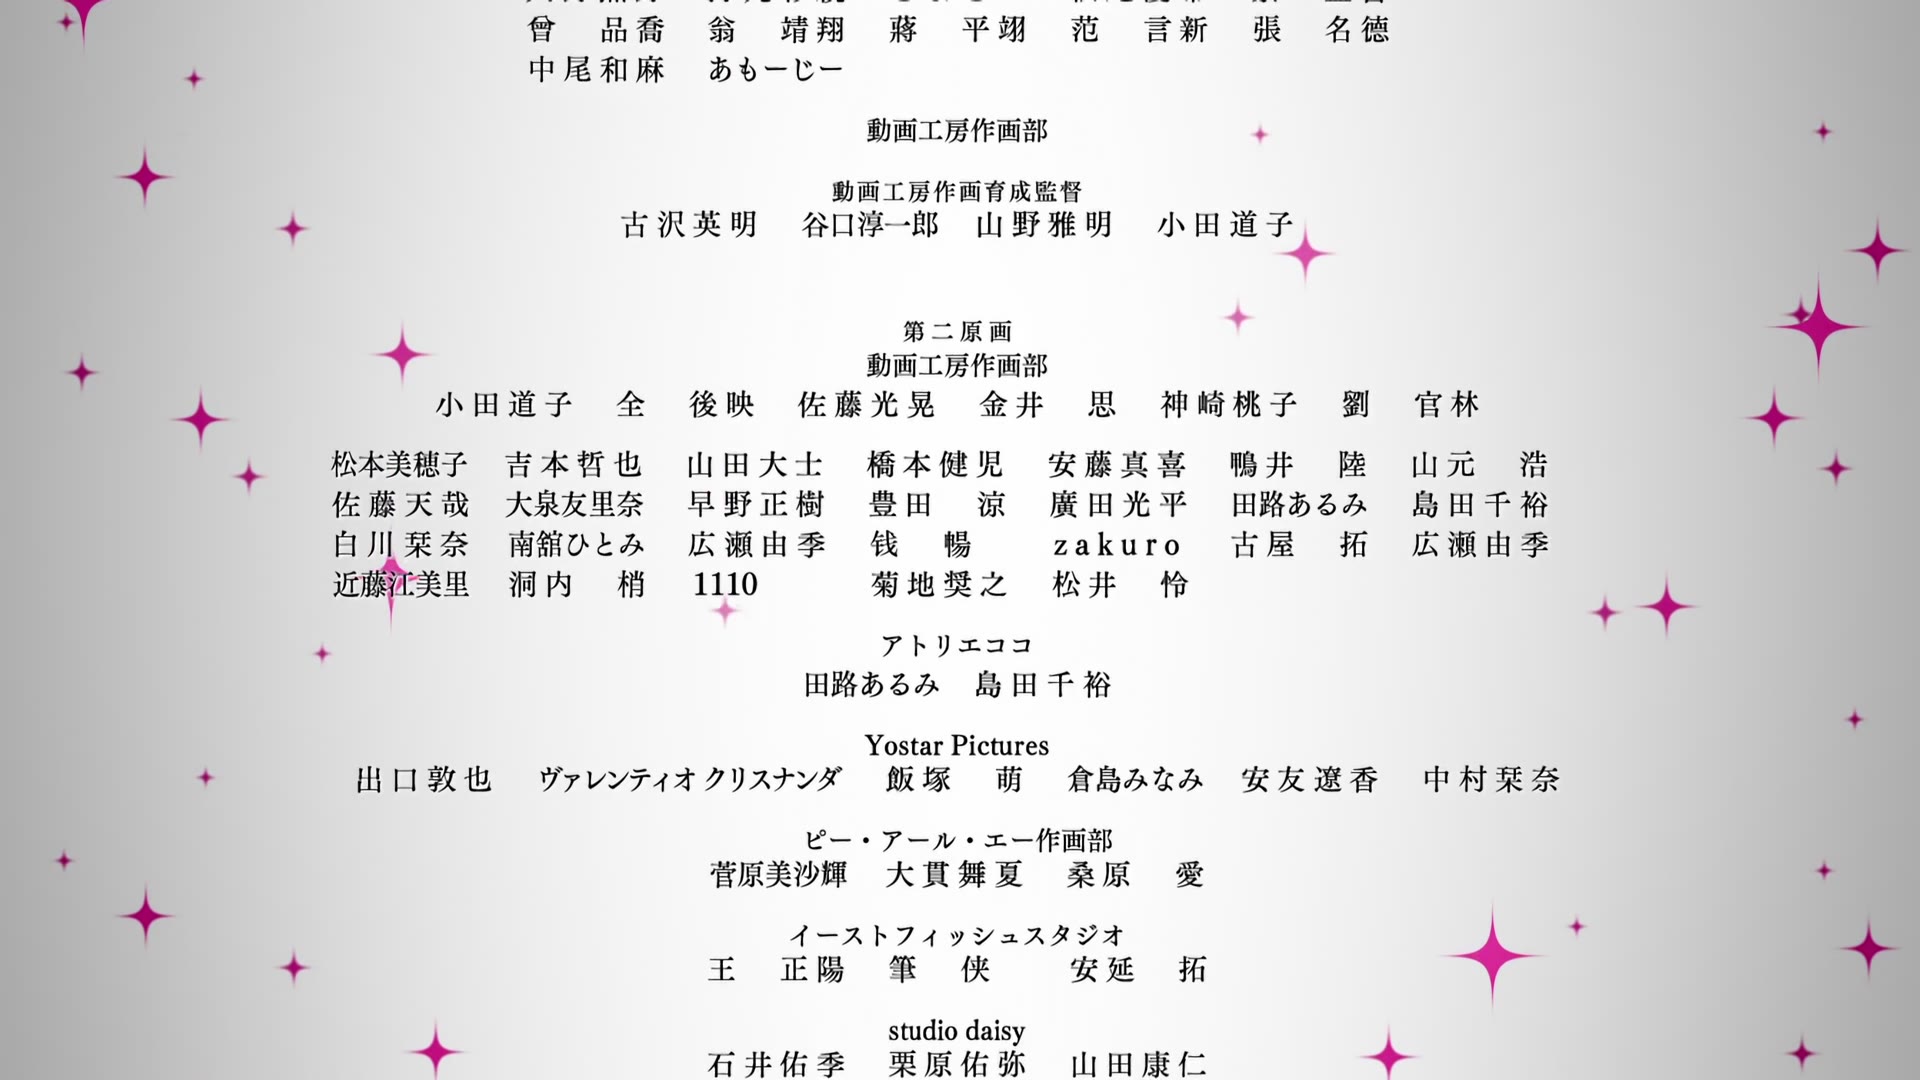 曾 品喬 翁 靖翔 蔣 平翊 范 言新 張 名徳
中尾和麻 あもーじー
動画工房作画部
動画工房作画育成監督
古沢英明 谷口淳一郎 山野雅明 小田道子
第二原画
動画工房作画部
小田道子 全 後映 佐藤光晃 金井 思 神崎桃子 劉 官林
松本美穂子 吉本哲也 山田大士 橋本健児 安藤真喜 鴨井 陸 山元 浩
佐藤天哉 大泉友里奈 早野正樹 豊田 涼 廣田光平 田路あるみ 島田千裕
白川栞奈 南舘ひとみ 広瀬由季 钱 暢 zakuro 古屋 拓 広瀬由季
近藤江美里 洞内 梢 1110 菊地奨之 松井 怜
アトリエココ
田路あるみ 島田千裕
Yostar Pictures
出口敦也 ヴァレンティオ クリスナンダ 飯塚 萌 倉島みなみ 安友遼香 中村栞奈
ピー・アール・エー作画部
菅原美沙輝 大貫舞夏 桑原 愛
イーストフィッシュスタジオ
王 正陽 筆 侠 安延 拓
studio daisy
石井佑季 栗原佑弥 山田康仁